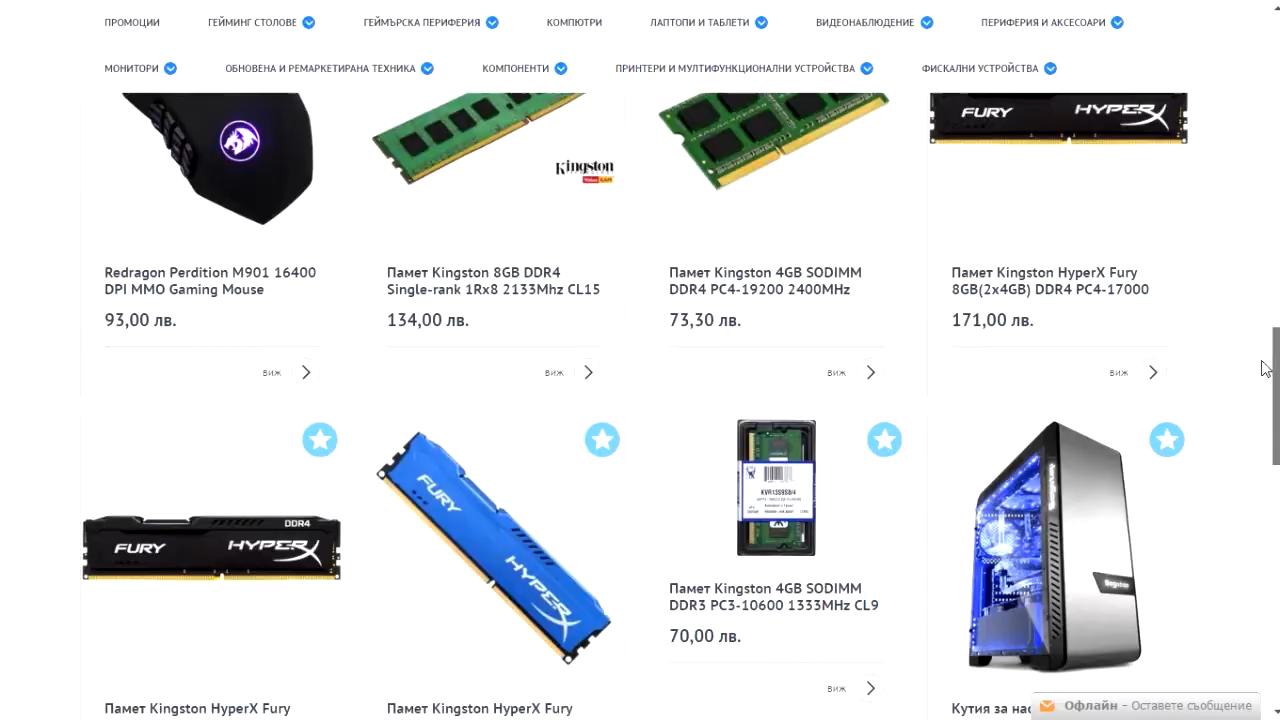 ПРОМОЦИИ
ГЕЙМИНГ СТОЛОВЕ
ГЕЙМЪРСКА ПЕРИФЕРИЯ
КОМПЮТРИ
ЛАПТОПИ И ТАБЛЕТИ
ВИДЕОНАБЛЮДЕНИЕ
ПЕРИФЕРИЯ И АКСЕСОАРИ
МОНИТОРИ
ОБНОВЕНА И РЕМАРКЕТИРАНА ТЕХНИКА
КОМПОНЕНТИ
ПРИНТЕРИ И МУЛТИФУНКЦИОНАЛНИ УСТРОЙСТВА
ФИСКАЛНИ УСТРОЙСТВА
Kingston
FURY HYPERX
Redragon Perdition M901 16400
DPI MMO Gaming Mouse
93,00 лв.
виж
Памет Kingston 8GB DDR4
Single-rank 1Rx8 2133Mhz CL15
134,00 лв.
виж
Памет Kingston 4GB SODIMM
DDR4 PC4-19200 2400MHz
73,30 лв.
виж
Памет Kingston HyperX Fury
8GB(2x4GB) DDR4 PC4-17000
171,00 лв.
виж
DDR4
FURY HYPERX
Памет Kingston HyperX Fury
FURY
HYPERX
Памет Kingston HyperX Fury
KVR13S9S8/4
Памет Kingston 4GB SODIMM
DDR3 PC3-10600 1333MHz CL9
70,00 лв.
виж
Кутия за нас
Офлайн – Оставете съобщение